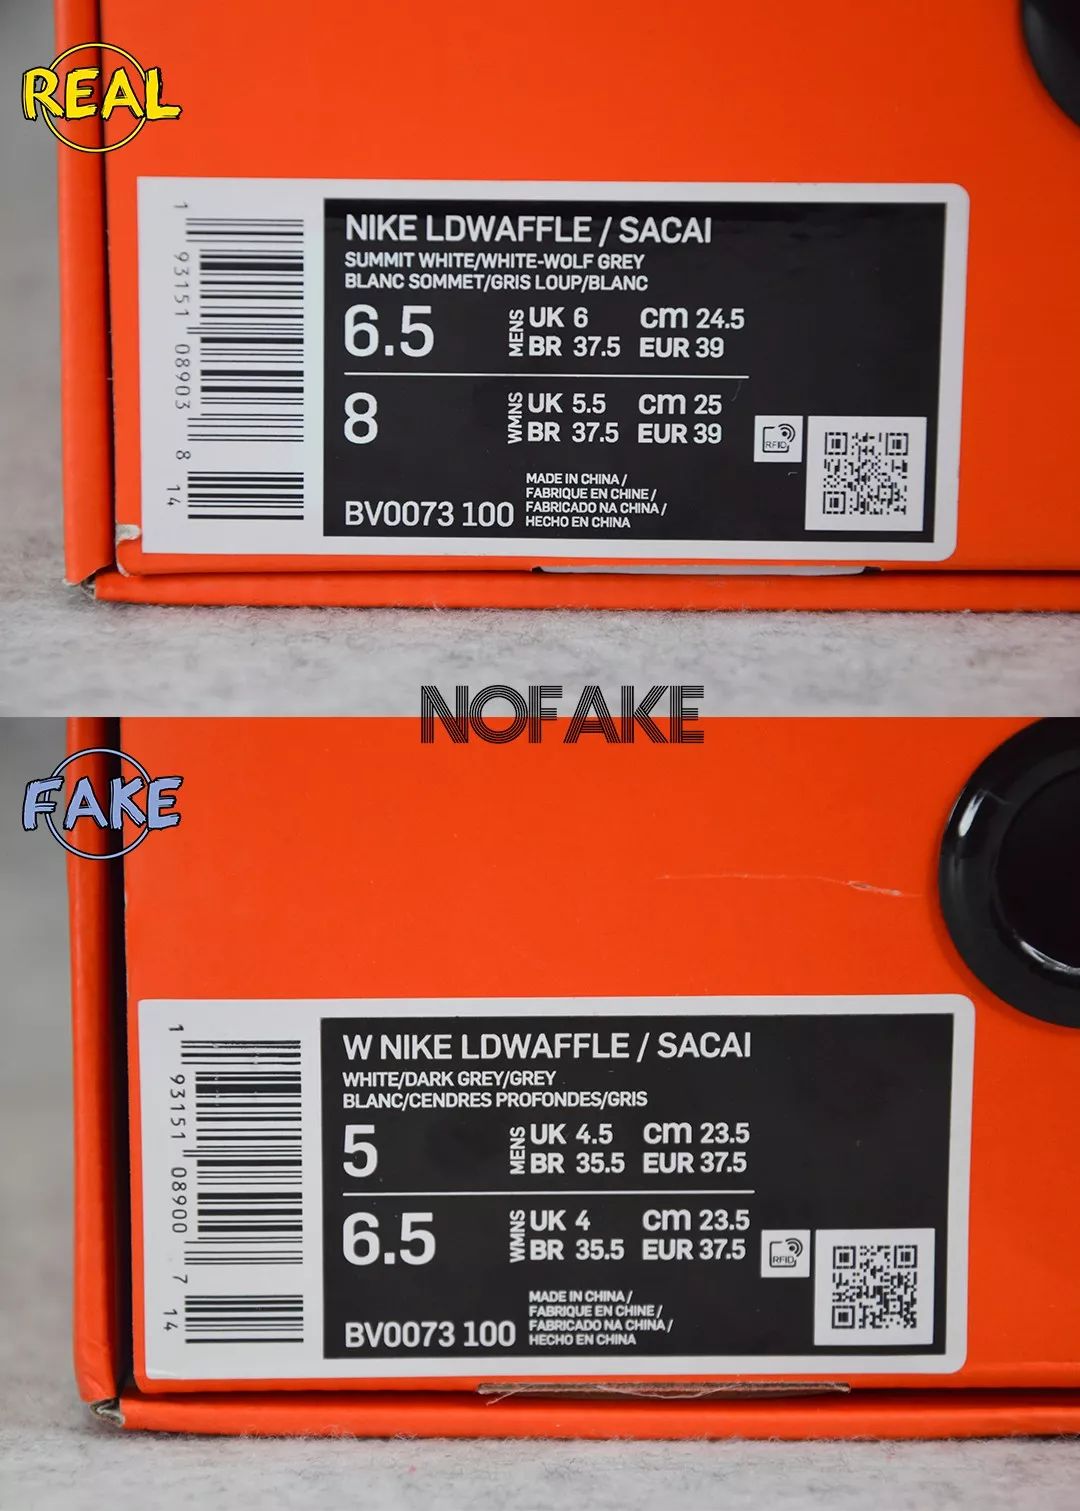 REAL
NIKE LDWAFFLE / SACAI
SUMMIT WHITE/WHITE-WOLF GREY
BLANC SOMMET/GRIS LOUP/BLANC
6.5 MENS UK 6 cm 24.5
BR 37.5 EUR 39
8 WMNS UK 5.5 cm 25
BR 37.5 EUR 39
RFID
MADE IN CHINA /
FABRIQUE EN CHINE /
FABRICADO NA CHINA /
HECHO EN CHINA
BV0073 100
1 93151 08903 8 14
NOFAKE
FAKE
W NIKE LDWAFFLE / SACAI
WHITE/DARK GREY/GREY
BLANC/CENDRES PROFONDES/GRIS
5 MENS UK 4.5 cm 23.5
BR 35.5 EUR 37.5
6.5 WMNS UK 4 cm 23.5
BR 35.5 EUR 37.5
RFID
MADE IN CHINA /
FABRIQUE EN CHINE /
FABRICADO NA CHINA /
HECHO EN CHINA
BV0073 100
1 93151 08900 7 14